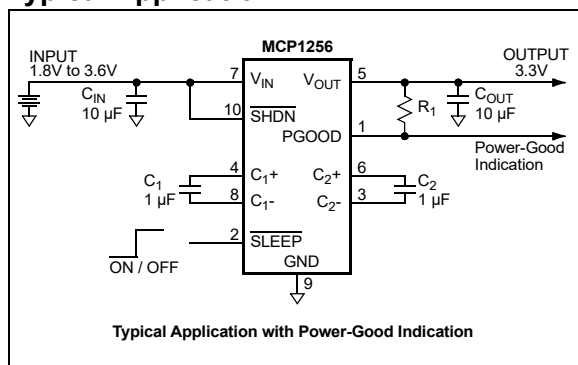 MCP1256
INPUT
1.8V to 3.6V
OUTPUT
3.3V
7 VIN
VOUT 5
CIN
10 µF
R1
COUT
10 µF
10 SHDN
PGOOD 1
Power-Good
Indication
C1
1 µF
4 C1+
8 C1-
C2+ 6
C2- 3
C2
1 µF
2 SLEEP
ON / OFF
GND
9
Typical Application with Power-Good Indication